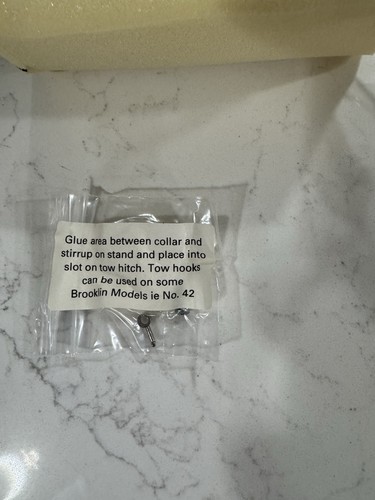 Glue area between collar and
stirrup on stand and place into
slot on tow hitch. Tow hooks
can be used on some
Brooklin Models ie No. 42